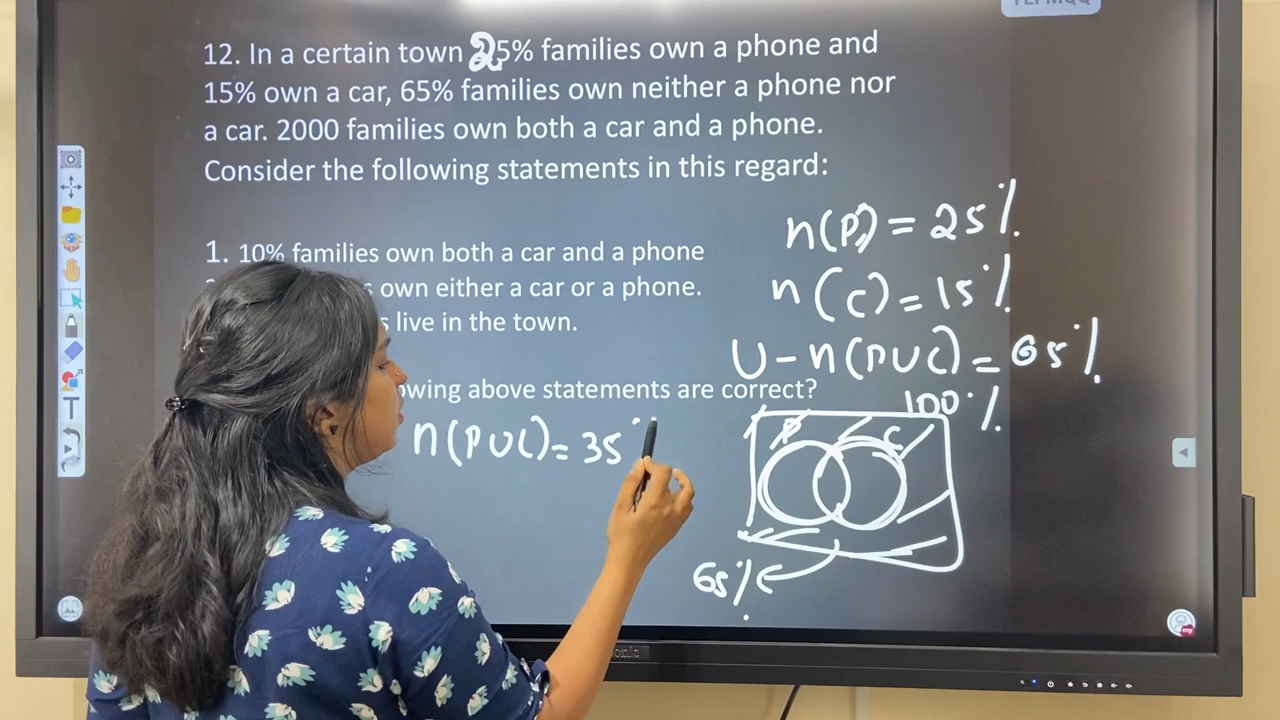 12. In a certain town 25% families own a phone and
15% own a car, 65% families own neither a phone nor
a car. 2000 families own both a car and a phone.
Consider the following statements in this regard:
n(P) = 25%.
1. 10% families own both a car and a phone
own either a car or a phone.
n(C) = 15%.
live in the town.
U - n(PUC) = 65%.
above statements are correct?
100%.
n(PUC) = 35
P
C
65%.
T